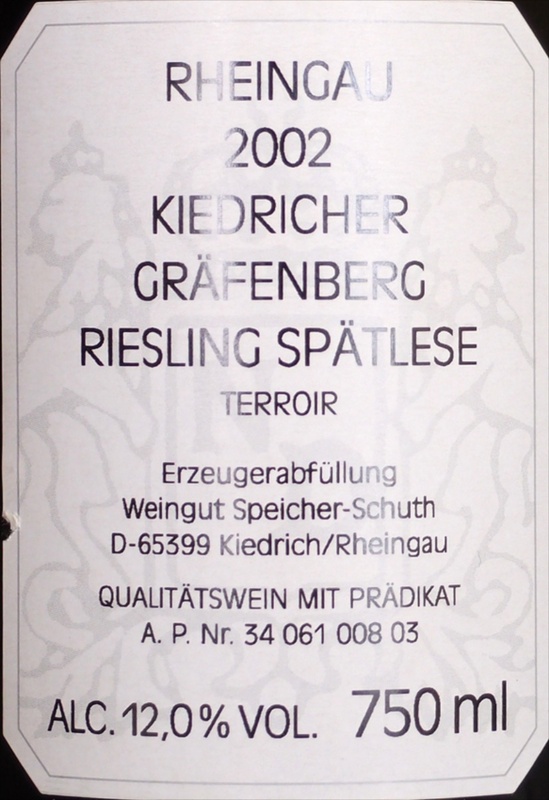 RHEINGAU
2002
KIEDRICHER
GRÄFENBERG
RIESLING SPÄTLESE
TERROIR
Erzeugerabfüllung
Weingut Speicher-Schuth
D-65399 Kiedrich/Rheingau
QUALITÄTSWEIN MIT PRÄDIKAT
A. P. Nr. 34 061 008 03
ALC. 12,0 % VOL. 750 ml